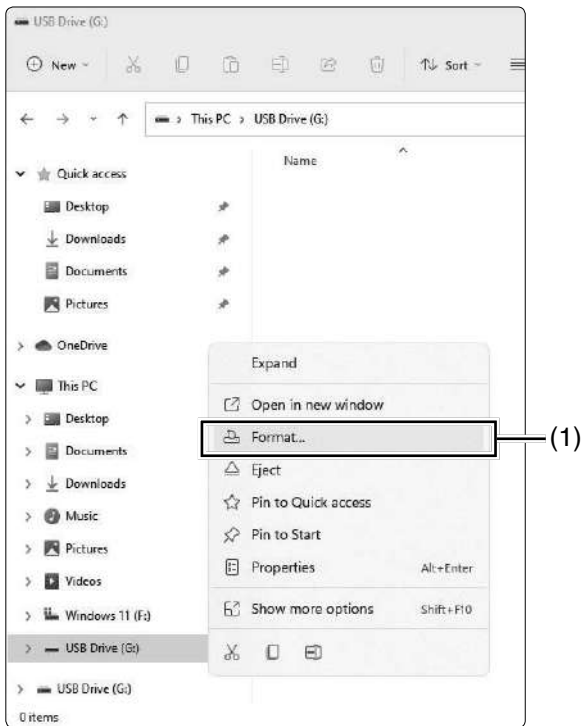 USB Drive (G:)
New
Sort
This PC > USB Drive (G:)
Name
Quick access
Desktop
Downloads
Documents
Pictures
OneDrive
This PC
Desktop
Documents
Downloads
Music
Pictures
Videos
Windows 11 (F:)
USB Drive (G:)
USB Drive (G:)
0 items
Expand
Open in new window
Format...
Eject
Pin to Quick access
Pin to Start
Properties Alt+Enter
Show more options Shift+F10
(1)